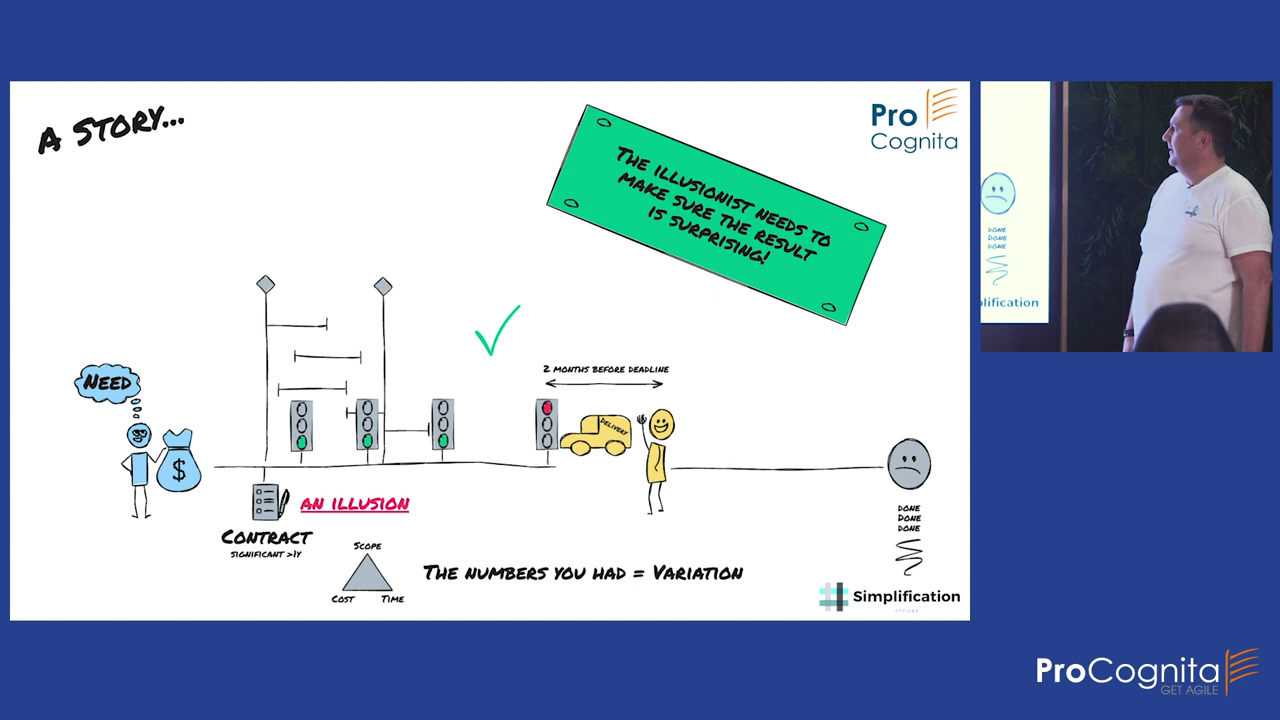 A Story...
Pro
Cognita
The illusionist needs to
make sure the result
is surprising!
Need
$
2 months before deadline
Delivery
An illusion
Contract
significant >1y
Scope
Cost
Time
The numbers you had = Variation
Done
Done
Done
Simplification
OFFICER
Done
Done
Done
lification
ProCognita
GET AGILE